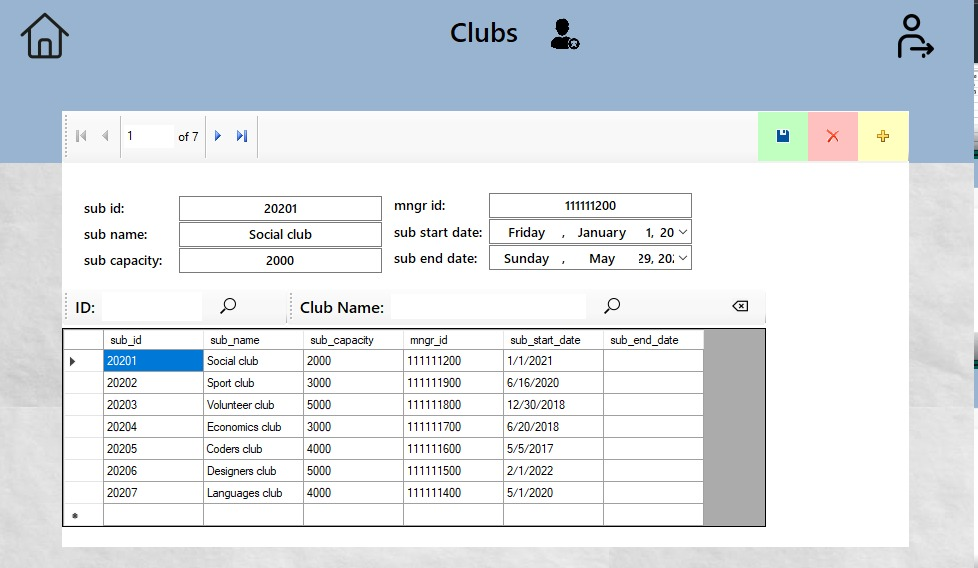 Clubs
1 of 7
sub id: 20201 mngr id: 111111200
sub name: Social club sub start date: Friday , January 1, 20
sub capacity: 2000 sub end date: Sunday , May 29, 20
ID: Club Name:
sub_id sub_name sub_capacity mngr_id sub_start_date sub_end_date
20201 Social club 2000 111111200 1/1/2021
20202 Sport club 3000 111111900 6/16/2020
20203 Volunteer club 5000 111111800 12/30/2018
20204 Economics club 3000 111111700 6/20/2018
20205 Coders club 4000 111111600 5/5/2017
20206 Designers club 5000 111111500 2/1/2022
20207 Languages club 4000 111111400 5/1/2020